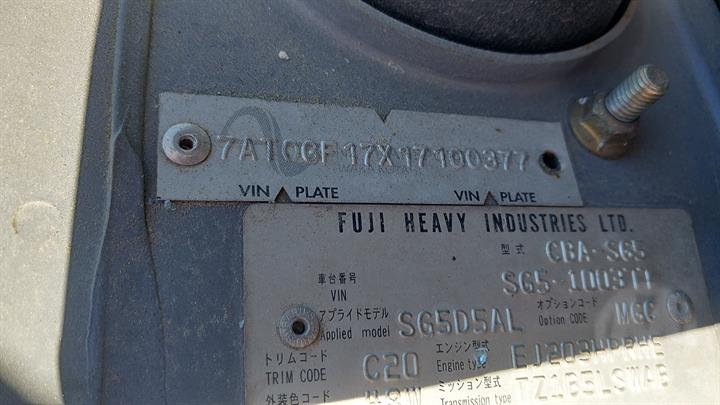 7AT0GF17X17100377
VIN PLATE VIN PLATE
FUJI HEAVY INDUSTRIES LTD.
型式 CBA-SG5
車台番号
VIN
アプライドモデル
Applied model SG5D5AL
オプションコード
Option CODE MGC
トリムコード
TRIM CODE C20
エンジン型式
Engine type
外装色コード
ミッション型式
Transmission type